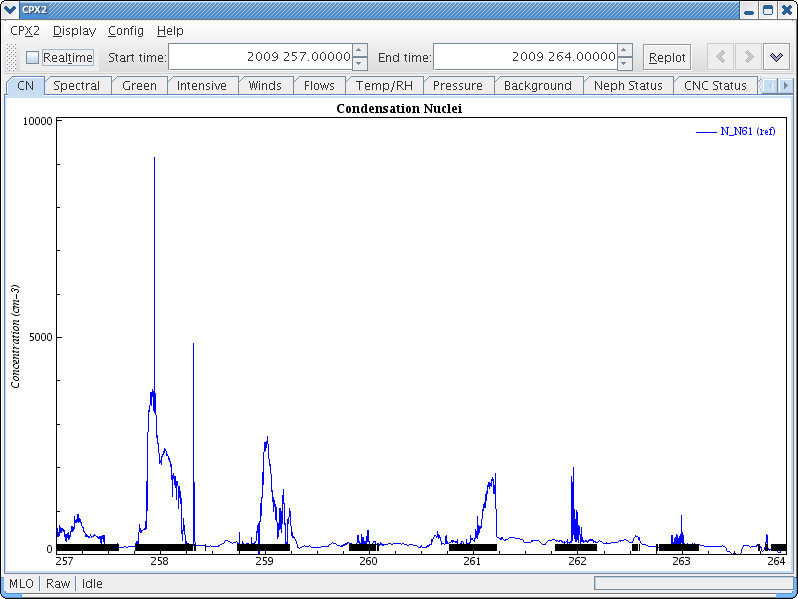 CPX2
CPX2 Display Config Help
Realtime Start time: 2009 257.00000 End time: 2009 264.00000 Replot
CN Spectral Green Intensive Winds Flows Temp/RH Pressure Background Neph Status CNC Status
Condensation Nuclei
10000
N_N61 (ref)
5000
Concentration (cm−3)
0
257 258 259 260 261 262 263 264
MLO Raw Idle